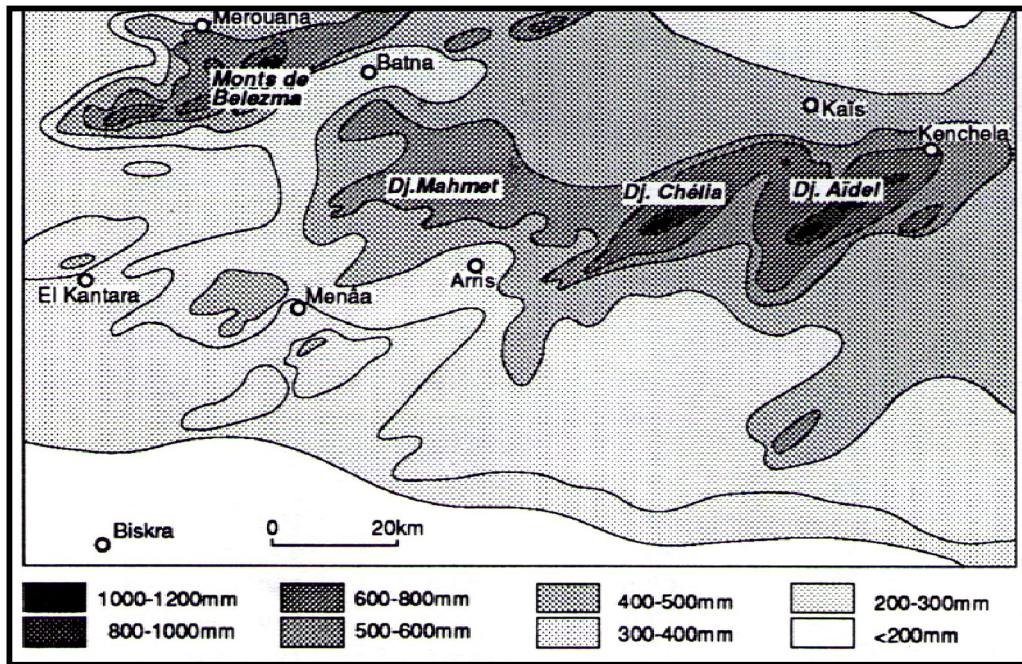 Merouana
Batna
Monts de
Belezma
Kaïs
Kenchela
Dj.Mahmet
Dj. Chélia
Dj. Aïdel
Arris
El Kantara
Menâa
Biskra
0 20km
1000-1200mm 600-800mm 400-500mm 200-300mm
800-1000mm 500-600mm 300-400mm <200mm